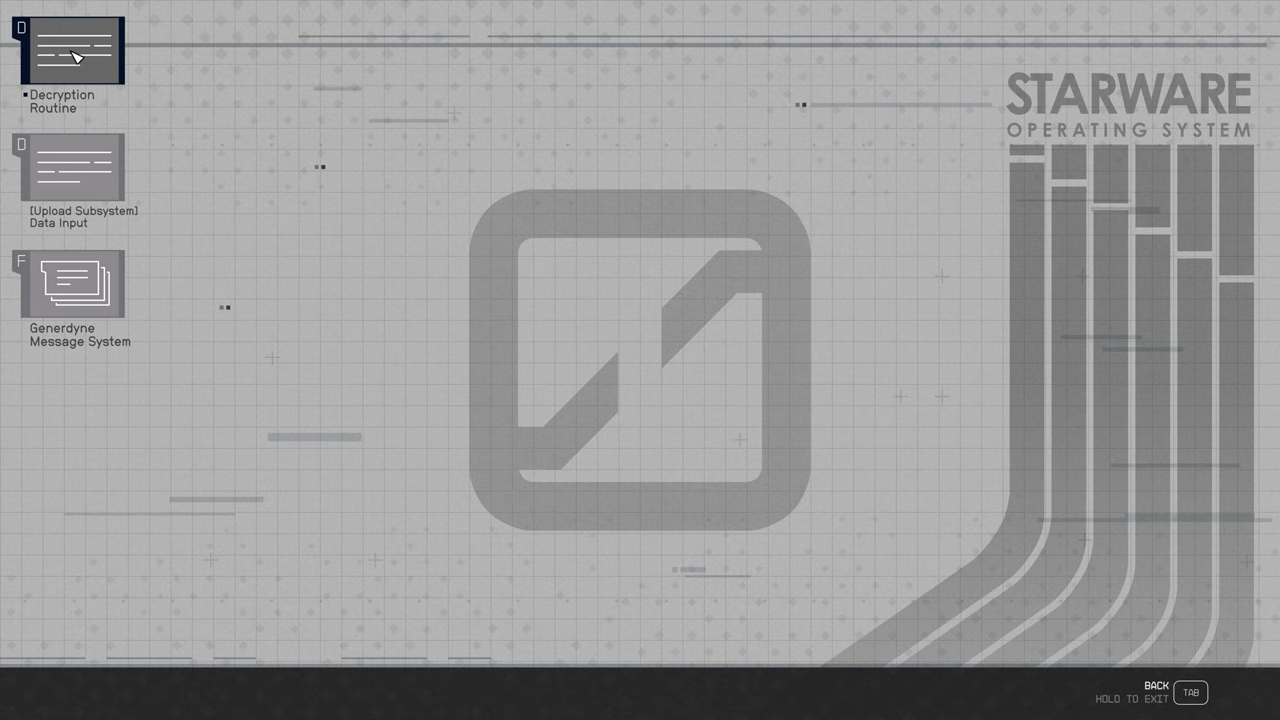 D
Decryption
Routine
D
[Upload Subsystem]
Data Input
F
Generdyne
Message System
STARWARE
OPERATING SYSTEM
BACK
HOLD TO EXIT
TAB